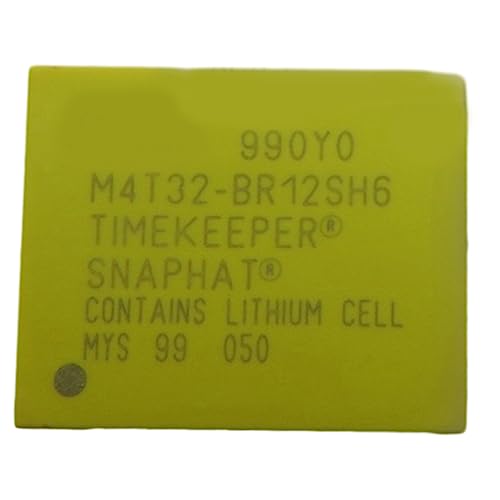 990Y0
M4T32-BR12SH6
TIMEKEEPER®
SNAPHAT®
CONTAINS LITHIUM CELL
MYS 99 050